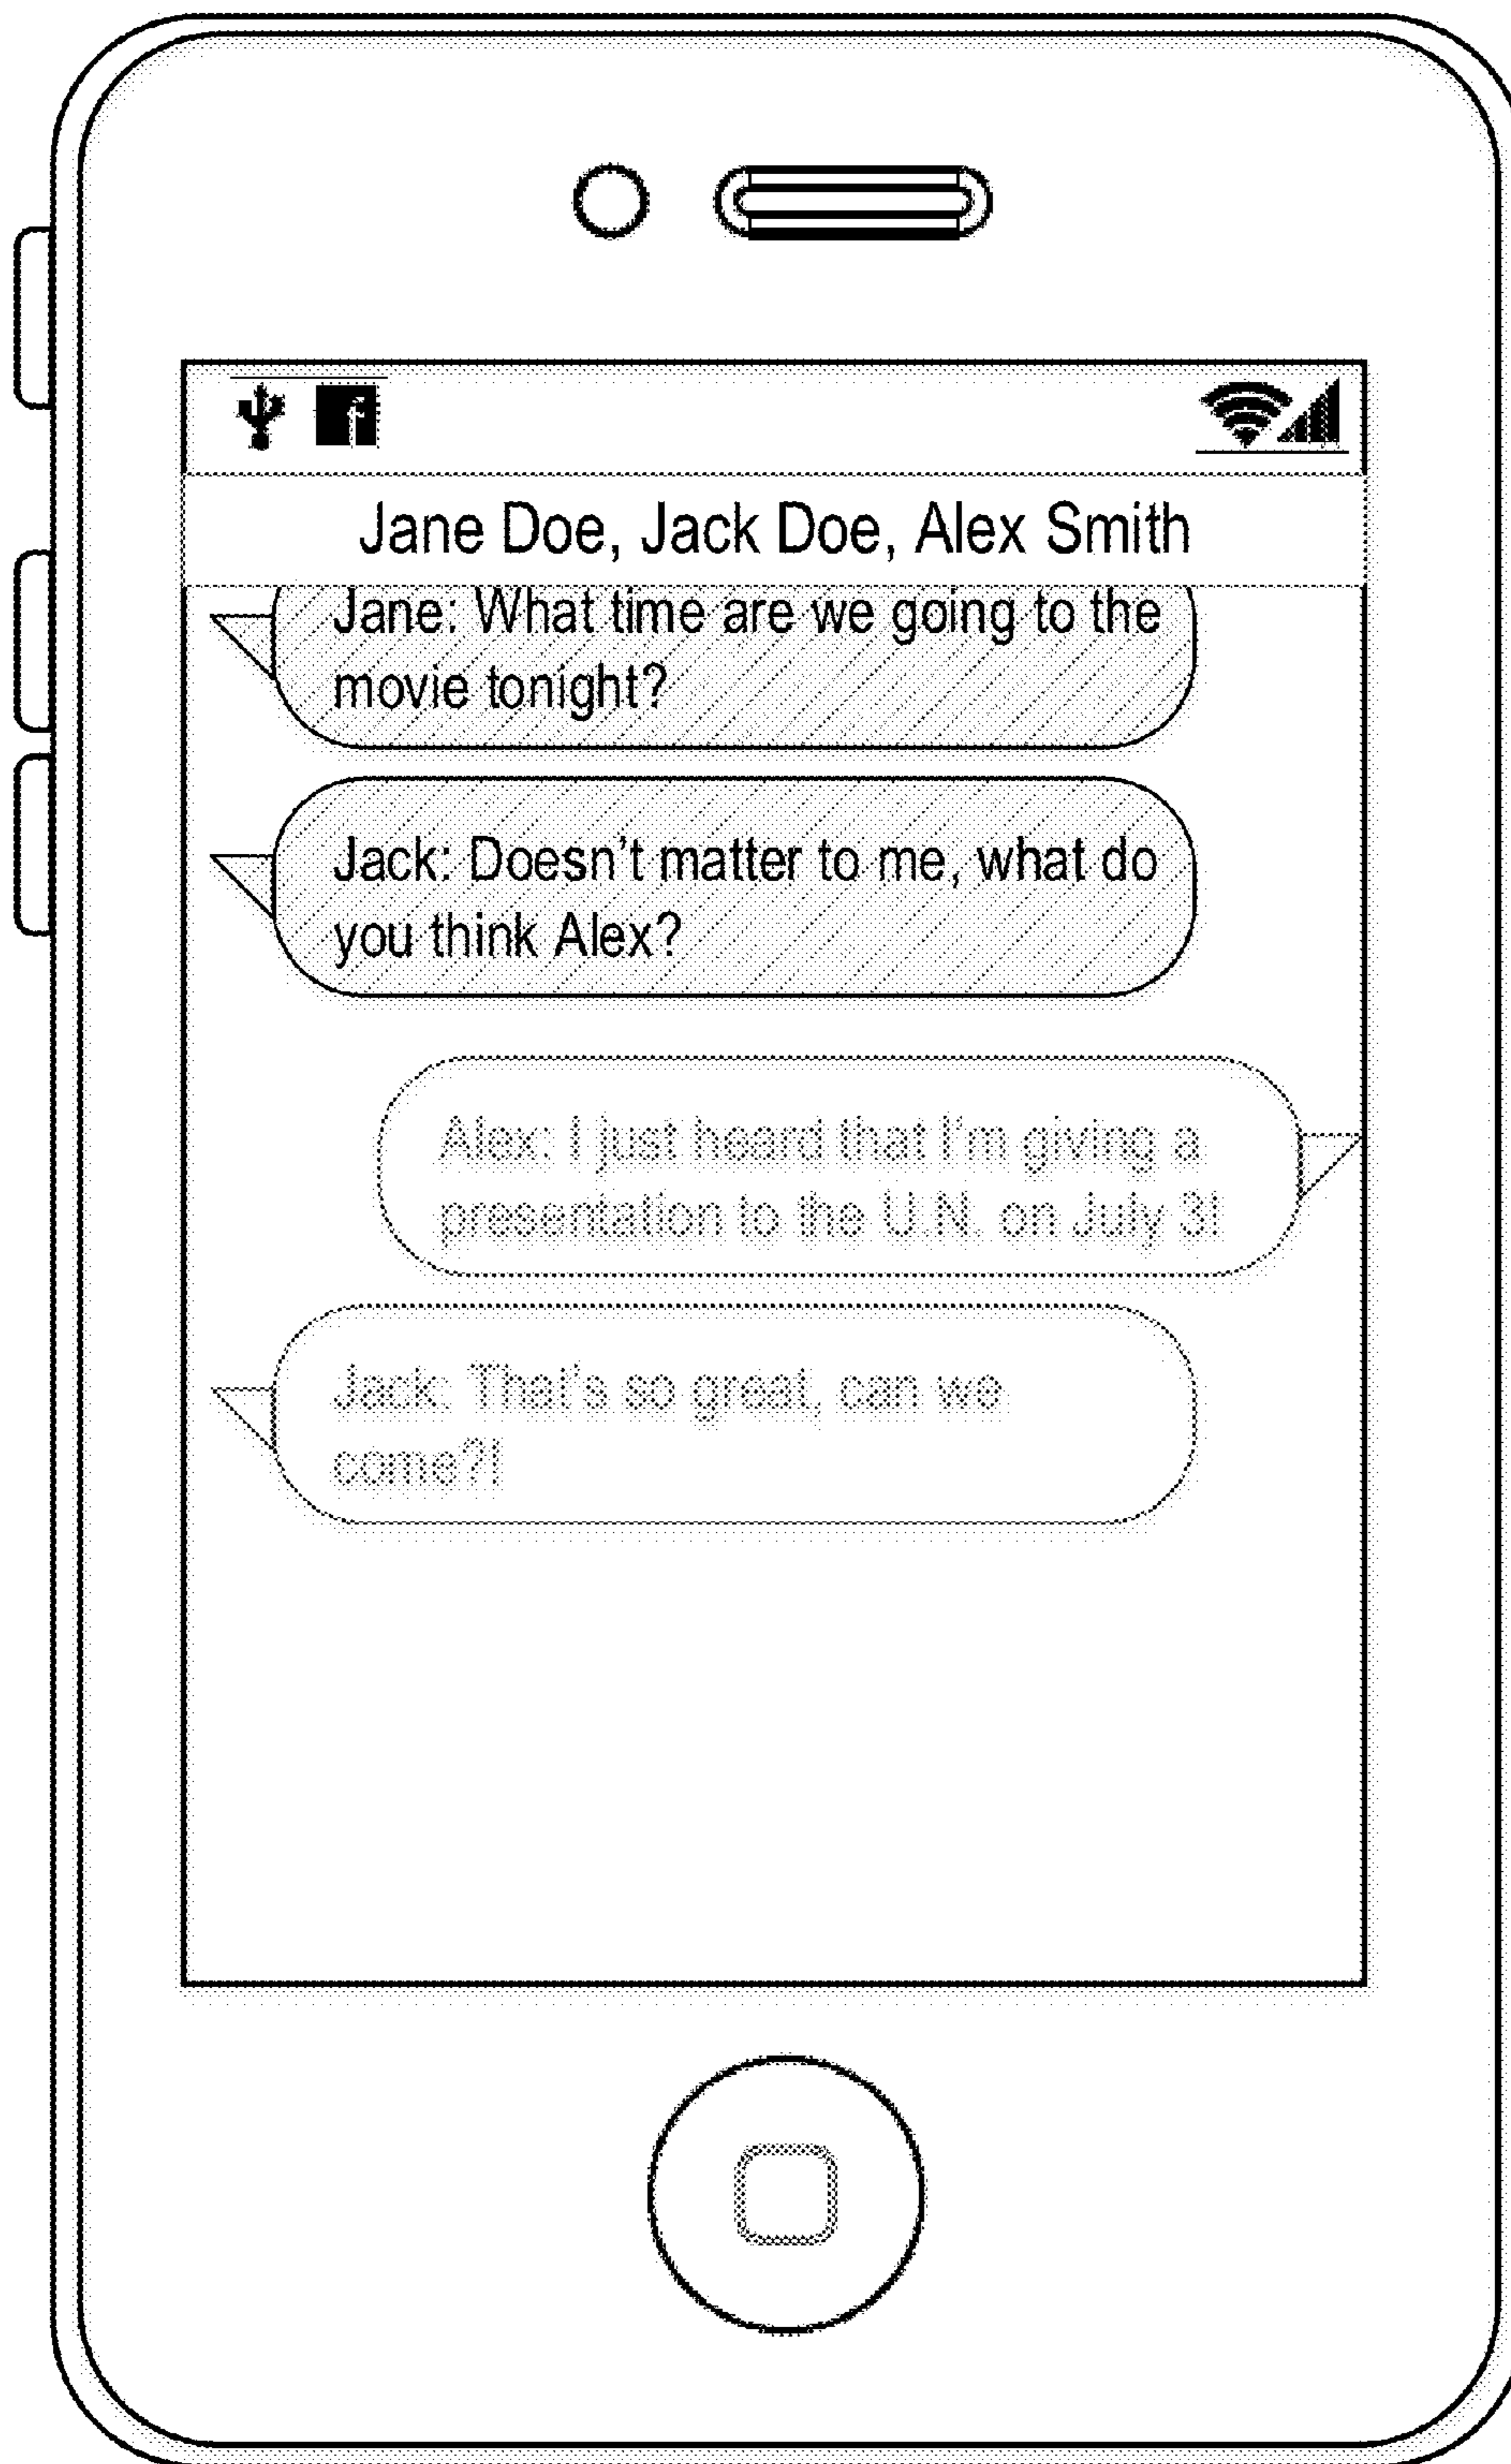 Jane Doe, Jack Doe, Alex Smith
Jane: What time are we going to the
movie tonight?
Jack: Doesn't matter to me, what do
you think Alex?
Alex: I just heard that I'm giving a
presentation to the U.N. on July 3!
Jack: That's so great, can we
come?!